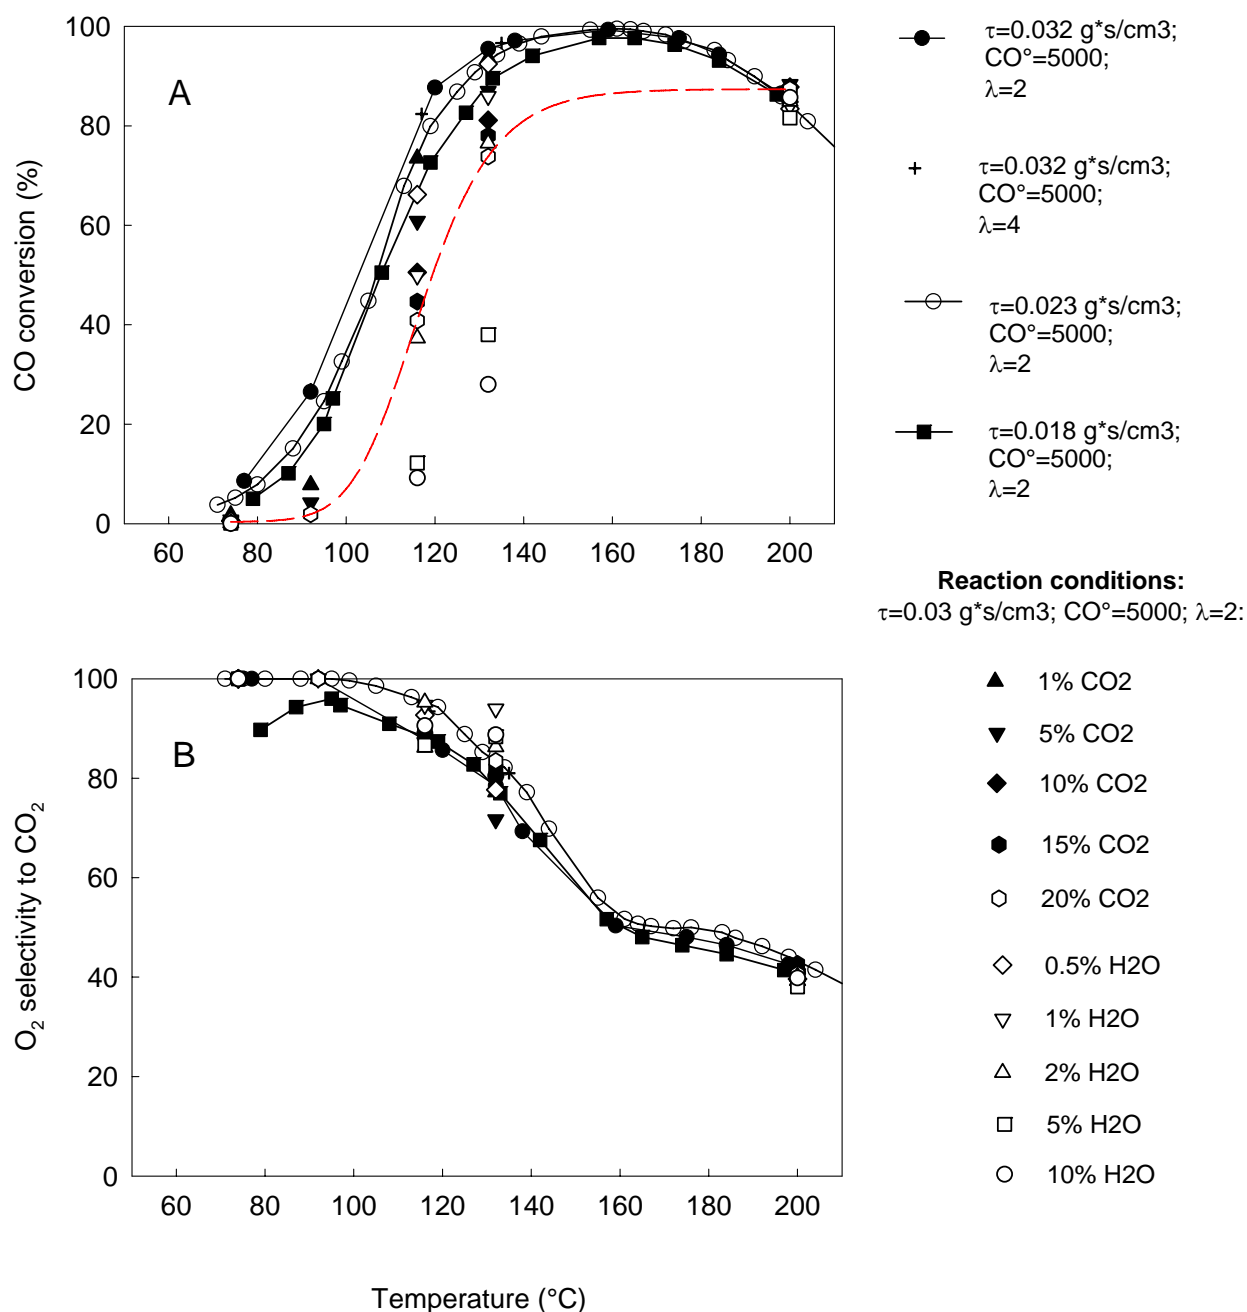 100
80
60
40
20
0
CO conversion (%)
A
60 80 100 120 140 160 180 200
τ=0.032 g*s/cm3;
CO°=5000;
λ=2
τ=0.032 g*s/cm3;
CO°=5000;
λ=4
τ=0.023 g*s/cm3;
CO°=5000;
λ=2
τ=0.018 g*s/cm3;
CO°=5000;
λ=2
Reaction conditions:
τ=0.03 g*s/cm3; CO°=5000; λ=2:
1% CO2
5% CO2
10% CO2
15% CO2
20% CO2
0.5% H2O
1% H2O
2% H2O
5% H2O
10% H2O
100
80
60
40
20
0
O₂ selectivity to CO₂
B
60 80 100 120 140 160 180 200
Temperature (°C)